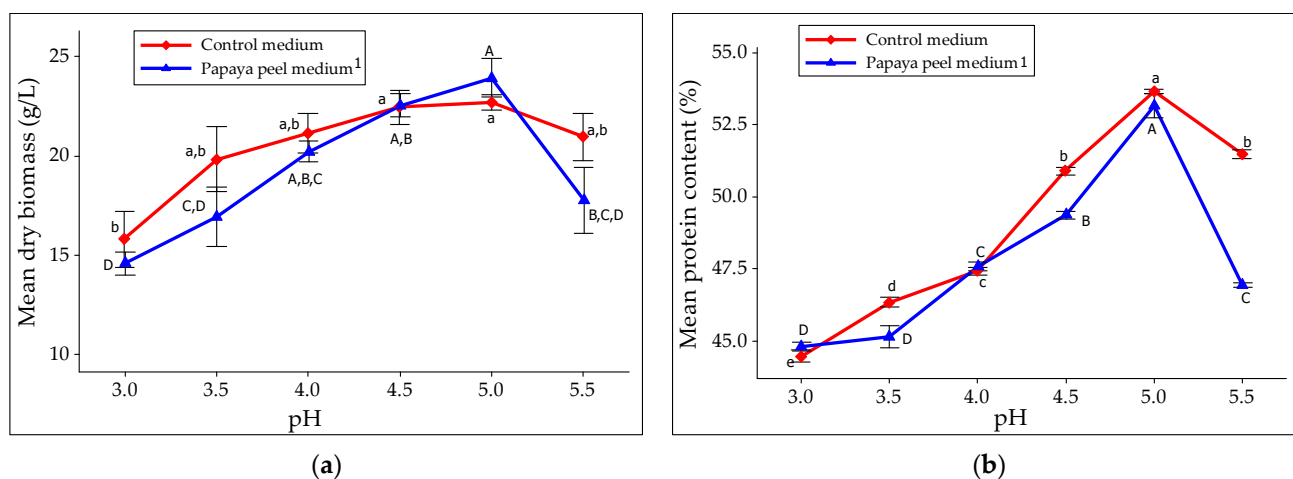 Control medium
Papaya peel medium1
Mean dry biomass (g/L)
25
20
15
10
b
a,b
a,b
a
a
a,b
D
C,D
A,B,C
A,B
A
B,C,D
3.0 3.5 4.0 4.5 5.0 5.5
pH
(a)
Control medium
Papaya peel medium1
Mean protein content (%)
55.0
52.5
50.0
47.5
45.0
e
d
c
b
a
b
D
D
C
B
A
C
3.0 3.5 4.0 4.5 5.0 5.5
pH
(b)